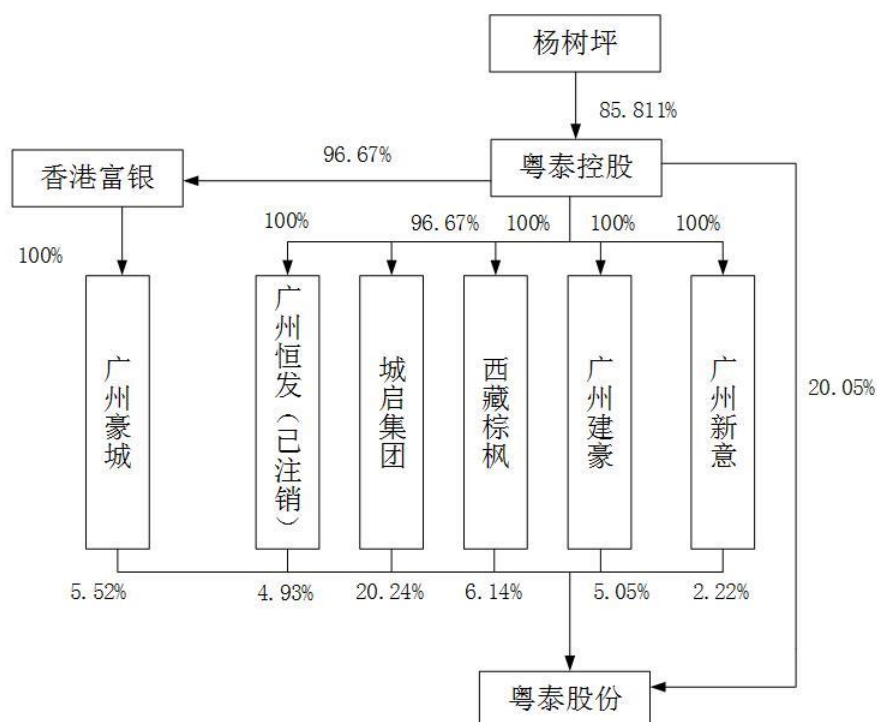 杨树坪
85.811%
96.67%
粤泰控股
香港富银
100%
96.67%
100%
100%
100%
100%
广州豪城
广州恒发（已注销）
城启集团
西藏棕枫
广州建豪
广州新意
20.05%
5.52%
4.93%
20.24%
6.14%
5.05%
2.22%
粤泰股份